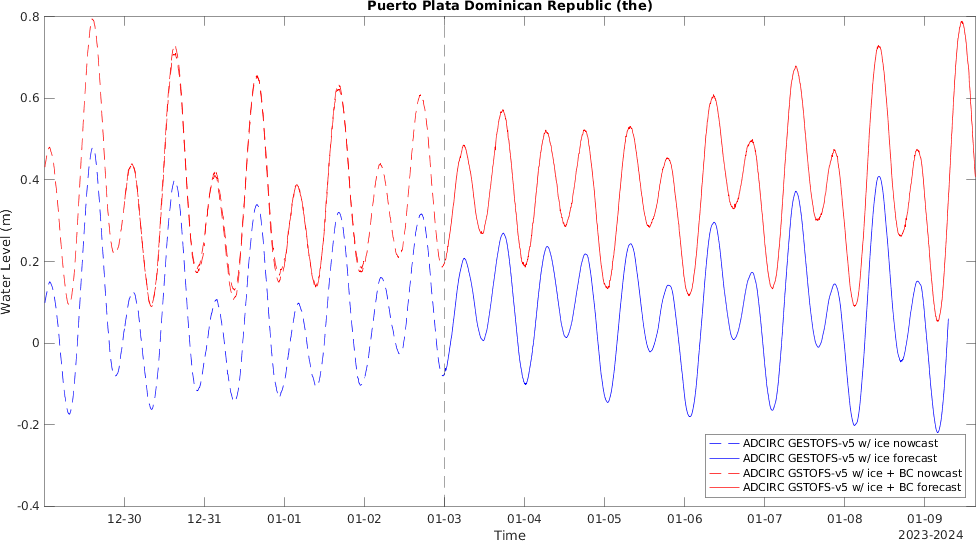 Puerto Plata Dominican Republic (the)
Water Level (m)
0.8
0.6
0.4
0.2
0
-0.2
-0.4
ADCIRC GESTOFS-v5 w/ ice nowcast
ADCIRC GESTOFS-v5 w/ ice forecast
ADCIRC GSTOFS-v5 w/ ice + BC nowcast
ADCIRC GSTOFS-v5 w/ ice + BC forecast
12-30 12-31 01-01 01-02 01-03 01-04 01-05 01-06 01-07 01-08 01-09
Time
2023-2024